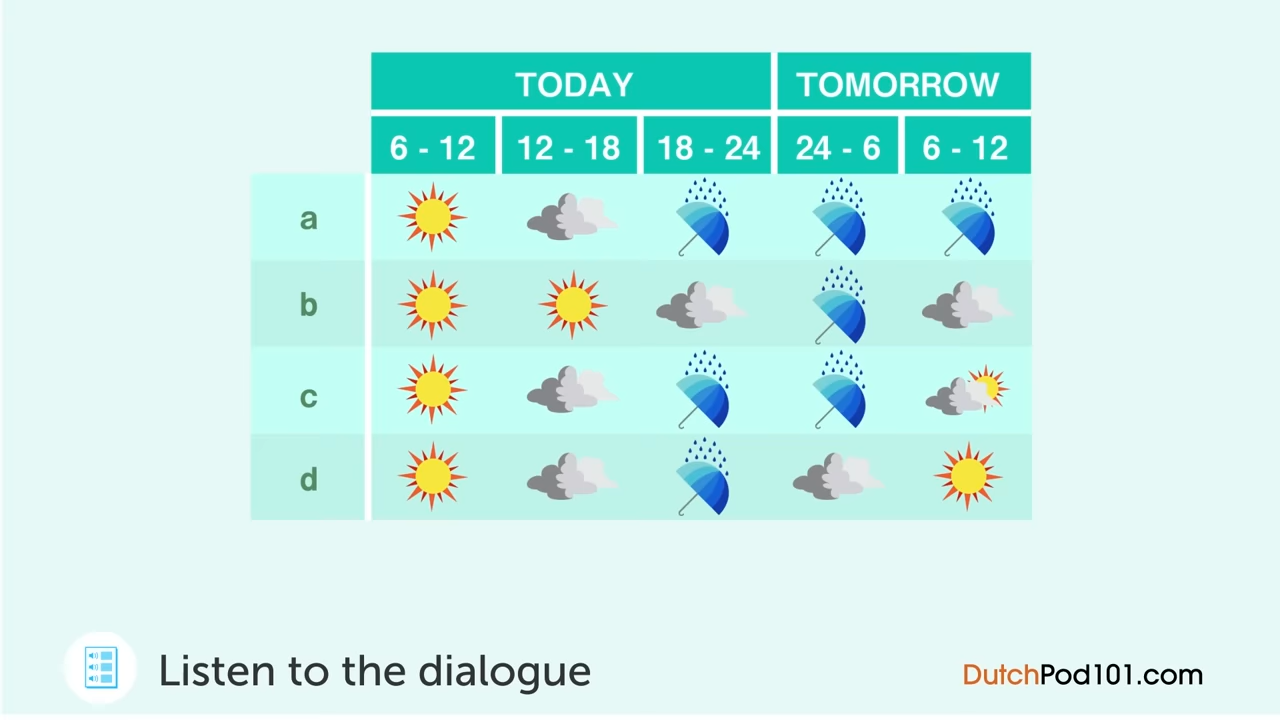 TODAY TOMORROW
6 - 12 12 - 18 18 - 24 24 - 6 6 - 12
a
b
c
d
Listen to the dialogue
DutchPod101.com